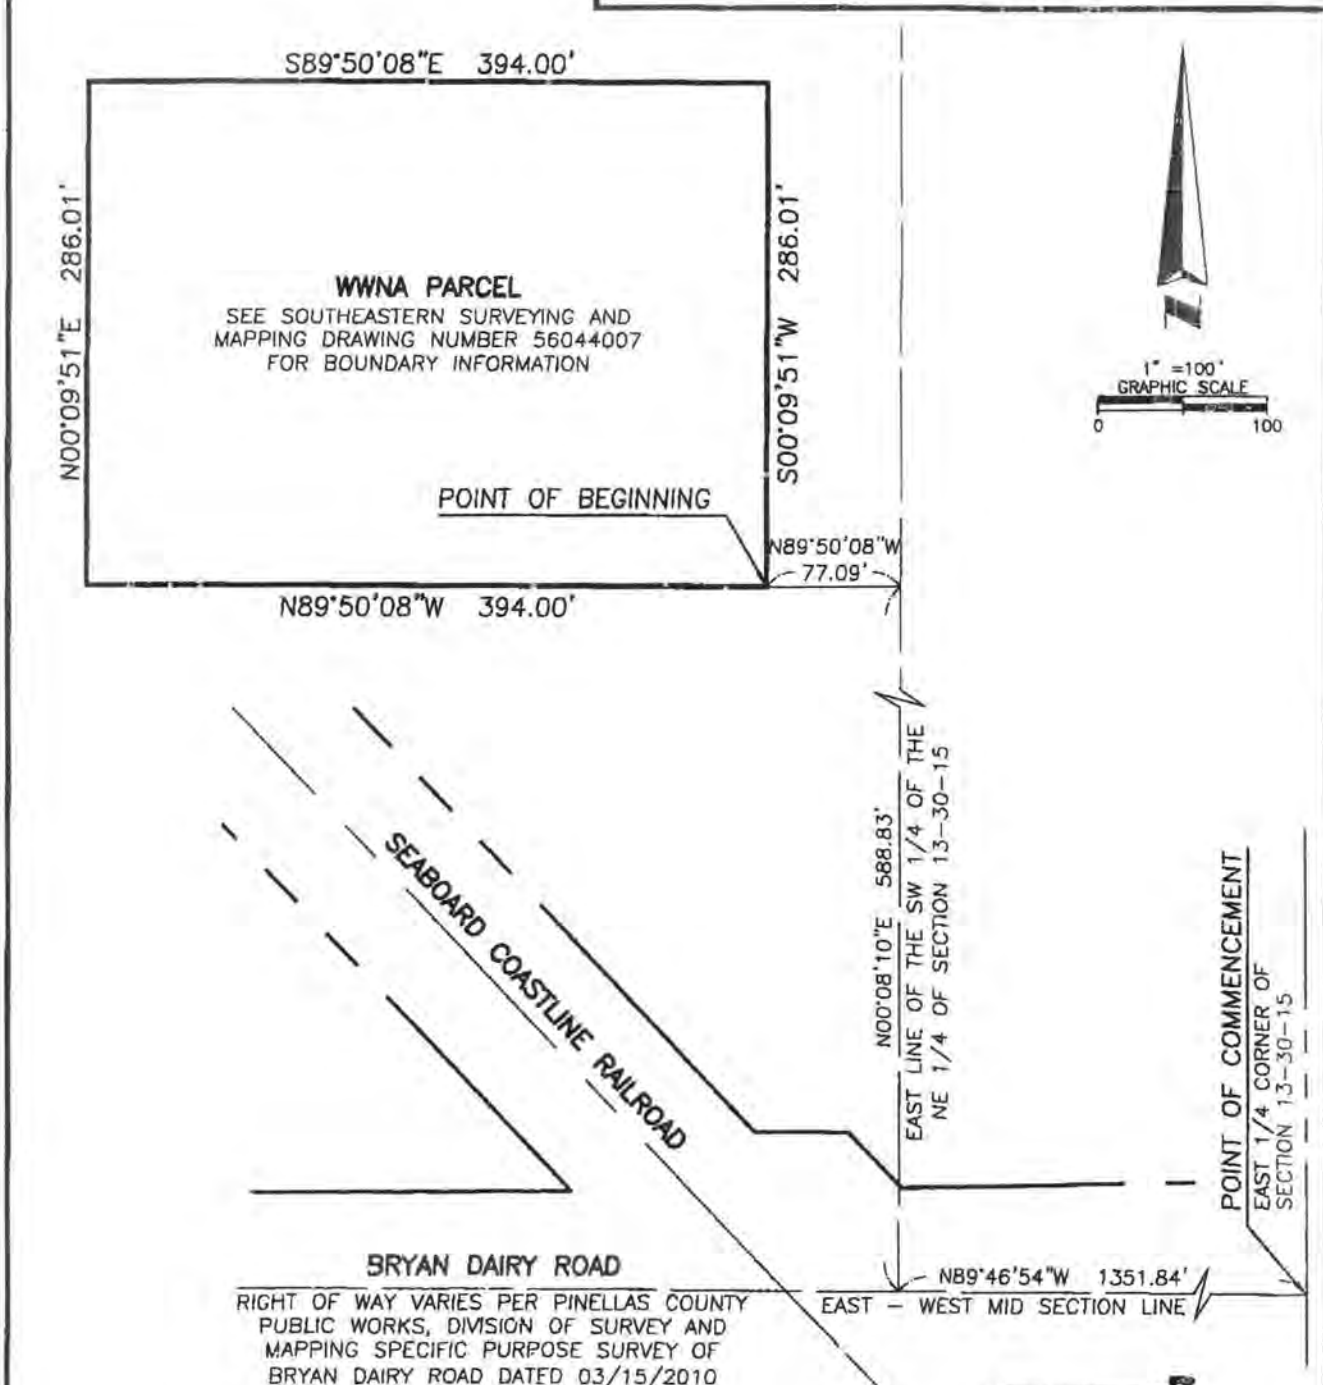 S89°50'08"E 394.00'
N00°09'51"E 286.01'
S00°09'51"W 286.01'
WWNA PARCEL
SEE SOUTHEASTERN SURVEYING AND
MAPPING DRAWING NUMBER 56044007
FOR BOUNDARY INFORMATION
1" =100'
GRAPHIC SCALE
0 100
POINT OF BEGINNING
N89°50'08"W
77.09'
N89°50'08"W 394.00'
SEABOARD COASTLINE RAILROAD
N00°08'10"E 588.83'
EAST LINE OF THE SW 1/4 OF THE
NE 1/4 OF SECTION 13-30-15
POINT OF COMMENCEMENT
EAST 1/4 CORNER OF
SECTION 13-30-15
N89°46'54"W 1351.84'
EAST - WEST MID SECTION LINE
BRYAN DAIRY ROAD
RIGHT OF WAY VARIES PER PINELLAS COUNTY
PUBLIC WORKS, DIVISION OF SURVEY AND
MAPPING SPECIFIC PURPOSE SURVEY OF
BRYAN DAIRY ROAD DATED 03/15/2010